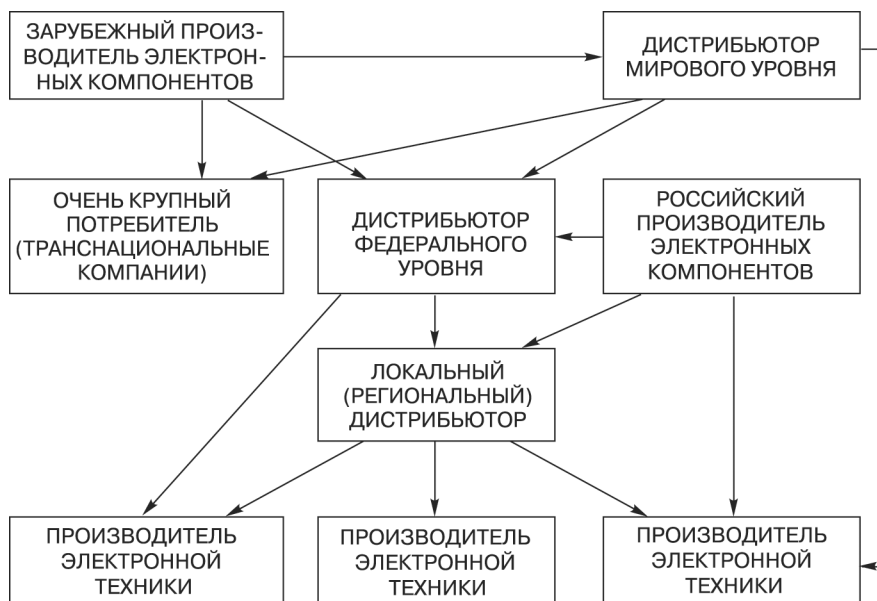 ЗАРУБЕЖНЫЙ ПРОИЗ-
ВОДИТЕЛЬ ЭЛЕКТРОН-
НЫХ КОМПОНЕНТОВ
ДИСТРИБЬЮТОР
МИРОВОГО УРОВНЯ
ОЧЕНЬ КРУПНЫЙ
ПОТРЕБИТЕЛЬ
(ТРАНСНАЦИОНАЛЬНЫЕ
КОМПАНИИ)
ДИСТРИБЬЮТОР
ФЕДЕРАЛЬНОГО
УРОВНЯ
РОССИЙСКИЙ
ПРОИЗВОДИТЕЛЬ
ЭЛЕКТРОННЫХ
КОМПОНЕНТОВ
ЛОКАЛЬНЫЙ
(РЕГИОНАЛЬНЫЙ)
ДИСТРИБЬЮТОР
ПРОИЗВОДИТЕЛЬ
ЭЛЕКТРОННОЙ
ТЕХНИКИ
ПРОИЗВОДИТЕЛЬ
ЭЛЕКТРОННОЙ
ТЕХНИКИ
ПРОИЗВОДИТЕЛЬ
ЭЛЕКТРОННОЙ
ТЕХНИКИ